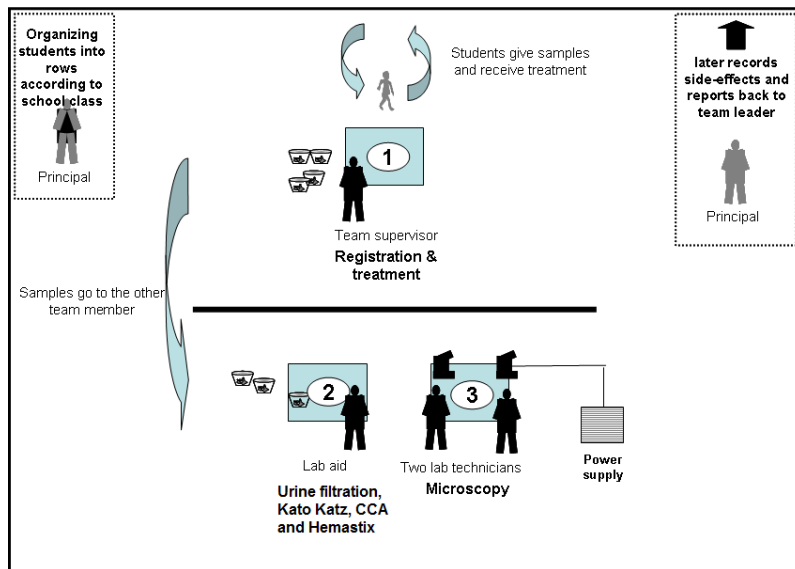 Organizing
students into
rows
according to
school class
Principal
Students give samples
and receive treatment
later records
side-effects and
reports back to
team leader
Principal
1
Team supervisor
Registration &
treatment
Samples go to the other
team member
2
Lab aid
Urine filtration,
Kato Katz, CCA
and Hemastix
3
Two lab technicians
Microscopy
Power
supply